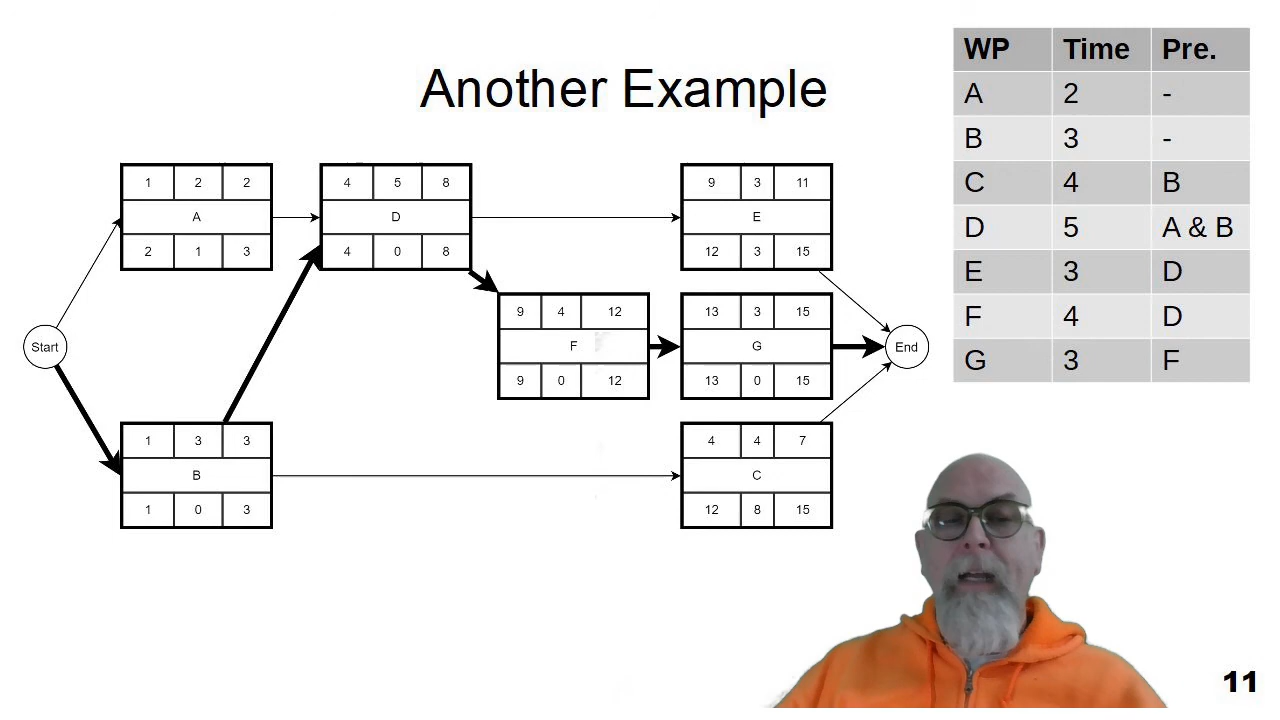 Another Example
WP Time Pre.
A 2 -
B 3 -
C 4 B
D 5 A & B
E 3 D
F 4 D
G 3 F
1 2 2
A
2 1 3
4 5 8
D
4 0 8
9 3 11
E
12 3 15
Start
9 4 12
F
9 0 12
13 3 15
G
13 0 15
End
1 3 3
B
1 0 3
4 4 7
C
12 8 15
11